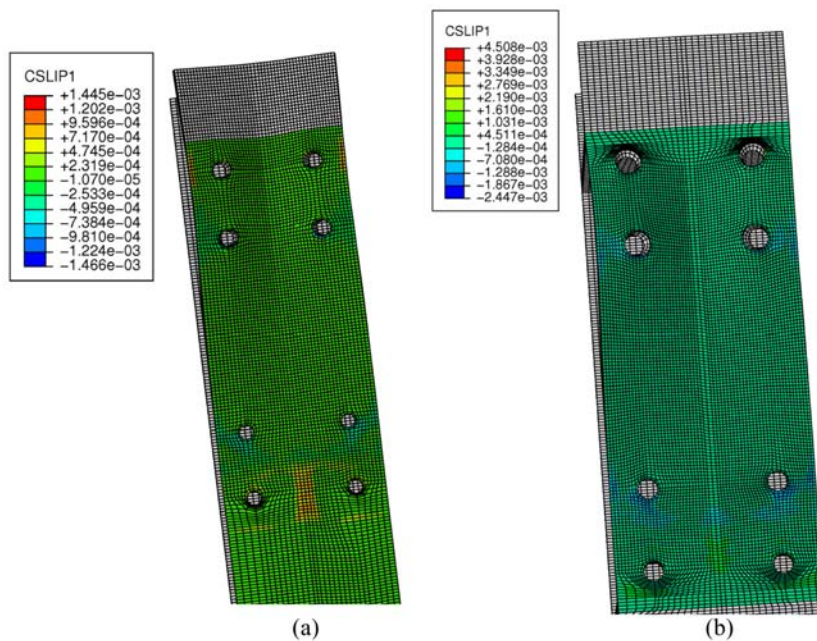 CSLIP1
+1.445e-03
+1.202e-03
+9.596e-04
+7.170e-04
+4.745e-04
+2.319e-04
-1.070e-05
-2.533e-04
-4.959e-04
-7.384e-04
-9.810e-04
-1.224e-03
-1.466e-03
(a)
CSLIP1
+4.508e-03
+3.928e-03
+3.349e-03
+2.769e-03
+2.190e-03
+1.610e-03
+1.031e-03
+4.511e-04
-1.284e-04
-7.080e-04
-1.288e-03
-1.867e-03
-2.447e-03
(b)